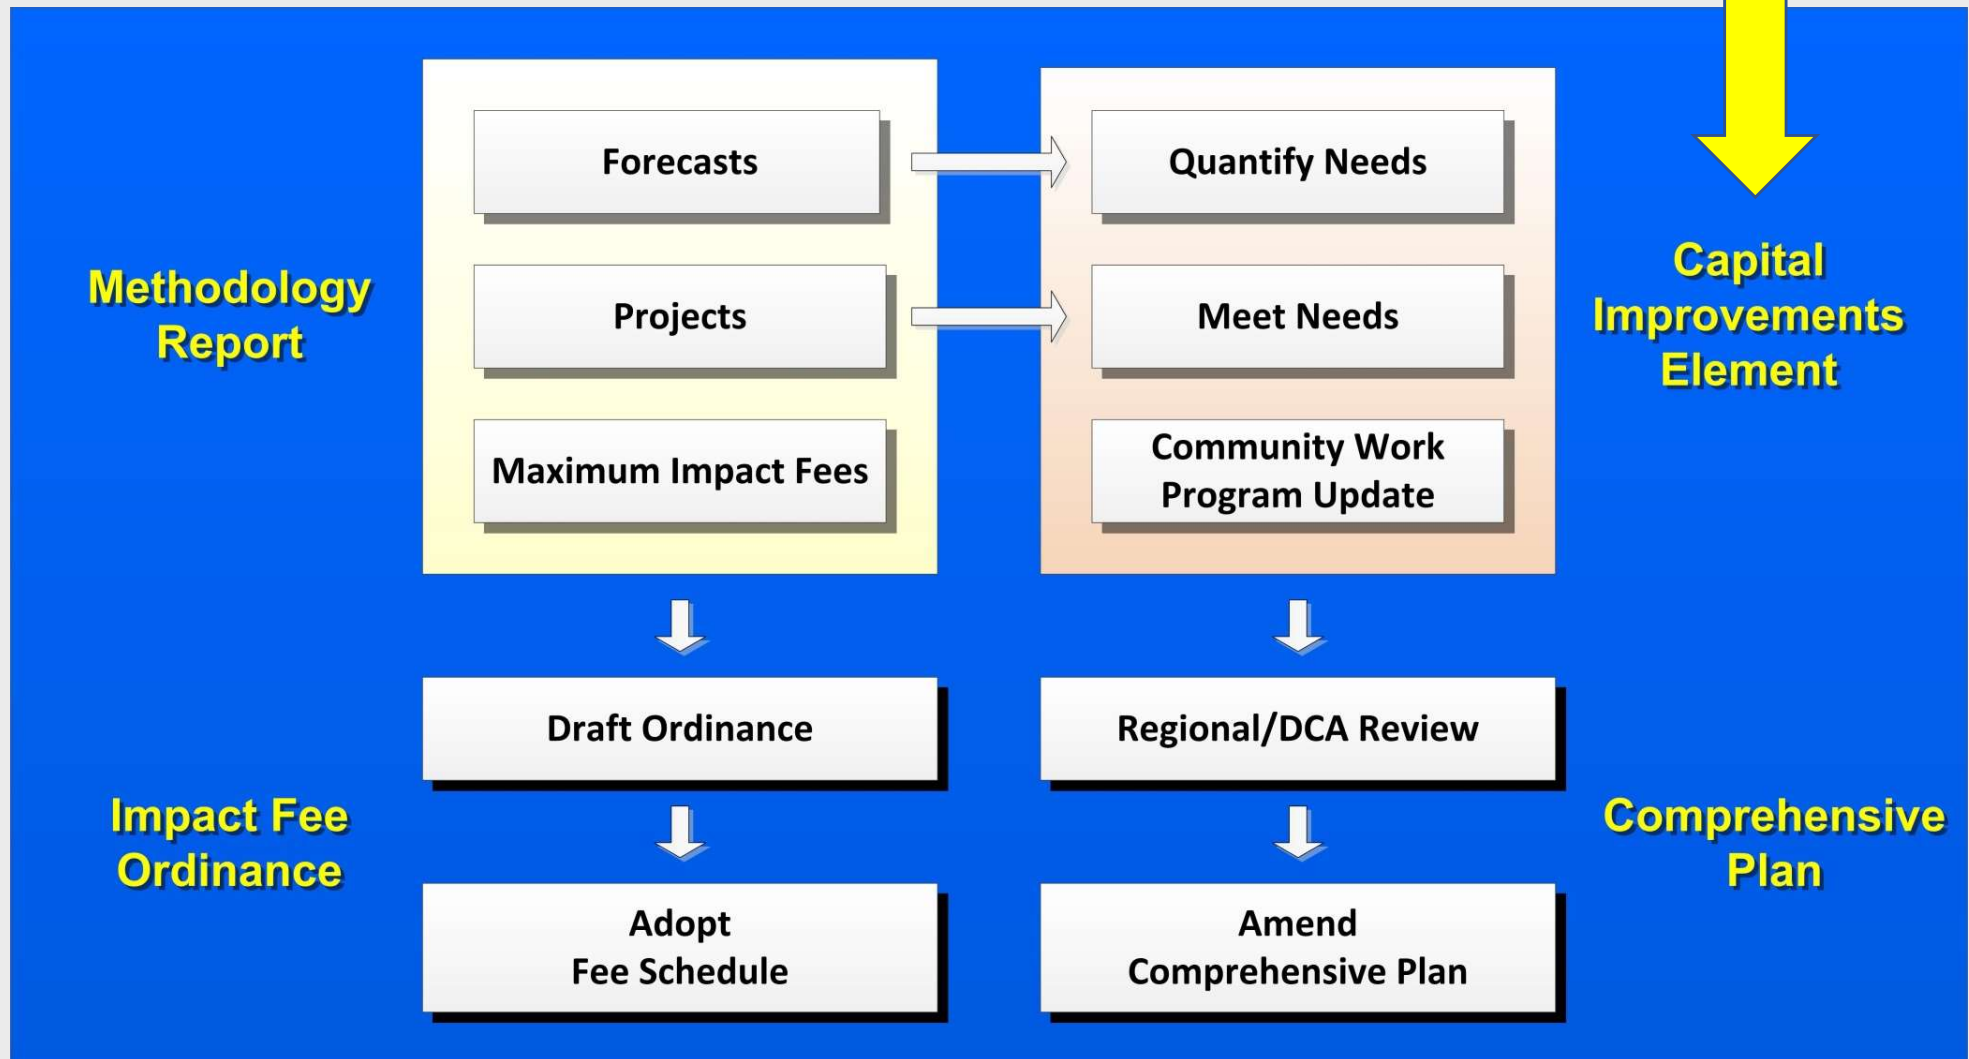 Methodology
Report
Forecasts
Projects
Maximum Impact Fees
Quantify Needs
Meet Needs
Community Work
Program Update
Capital
Improvements
Element
Impact Fee
Ordinance
Draft Ordinance
Adopt
Fee Schedule
Regional/DCA Review
Amend
Comprehensive Plan
Comprehensive
Plan